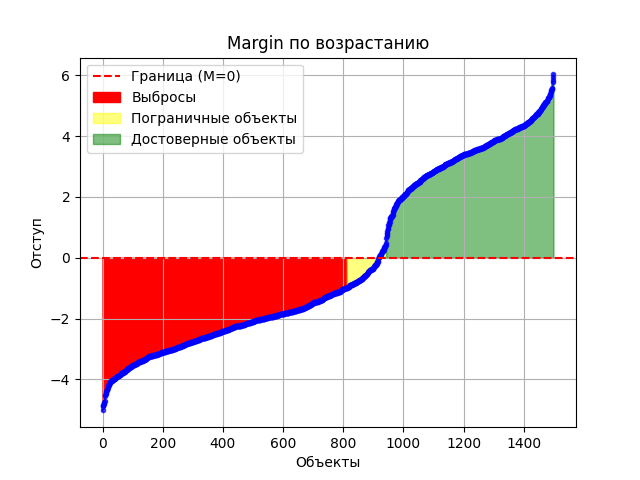 Margin по возрастанию
Граница (M=0)
Выбросы
Пограничные объекты
Достоверные объекты
Отступ
6
4
2
0
−2
−4
0 200 400 600 800 1000 1200 1400
Объекты